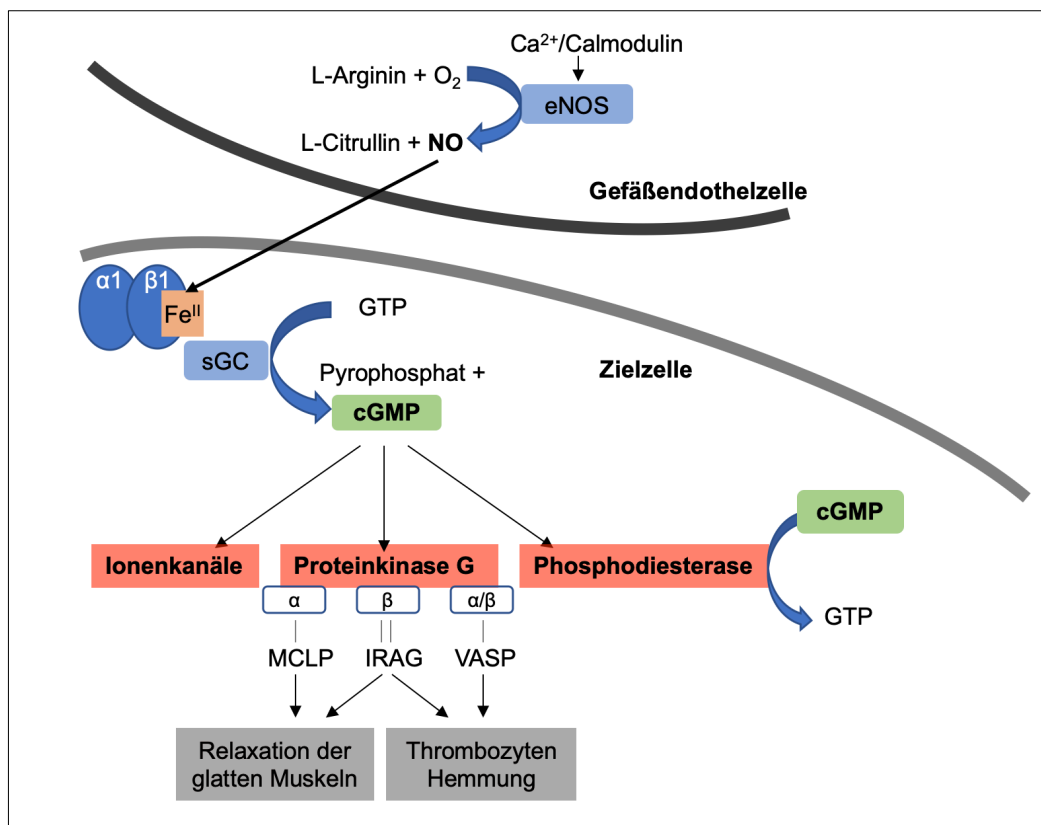 Ca²⁺/Calmodulin
L-Arginin + O₂
eNOS
L-Citrullin + NO
Gefäßendothelzelle
α1
β1
Feᴵᴵ
GTP
sGC
Pyrophosphat +
Zielzelle
cGMP
cGMP
Ionenkanäle
Proteinkinase G
Phosphodiesterase
α
β
α/β
GTP
MCLP
IRAG
VASP
Relaxation der
glatten Muskeln
Thrombozyten
Hemmung